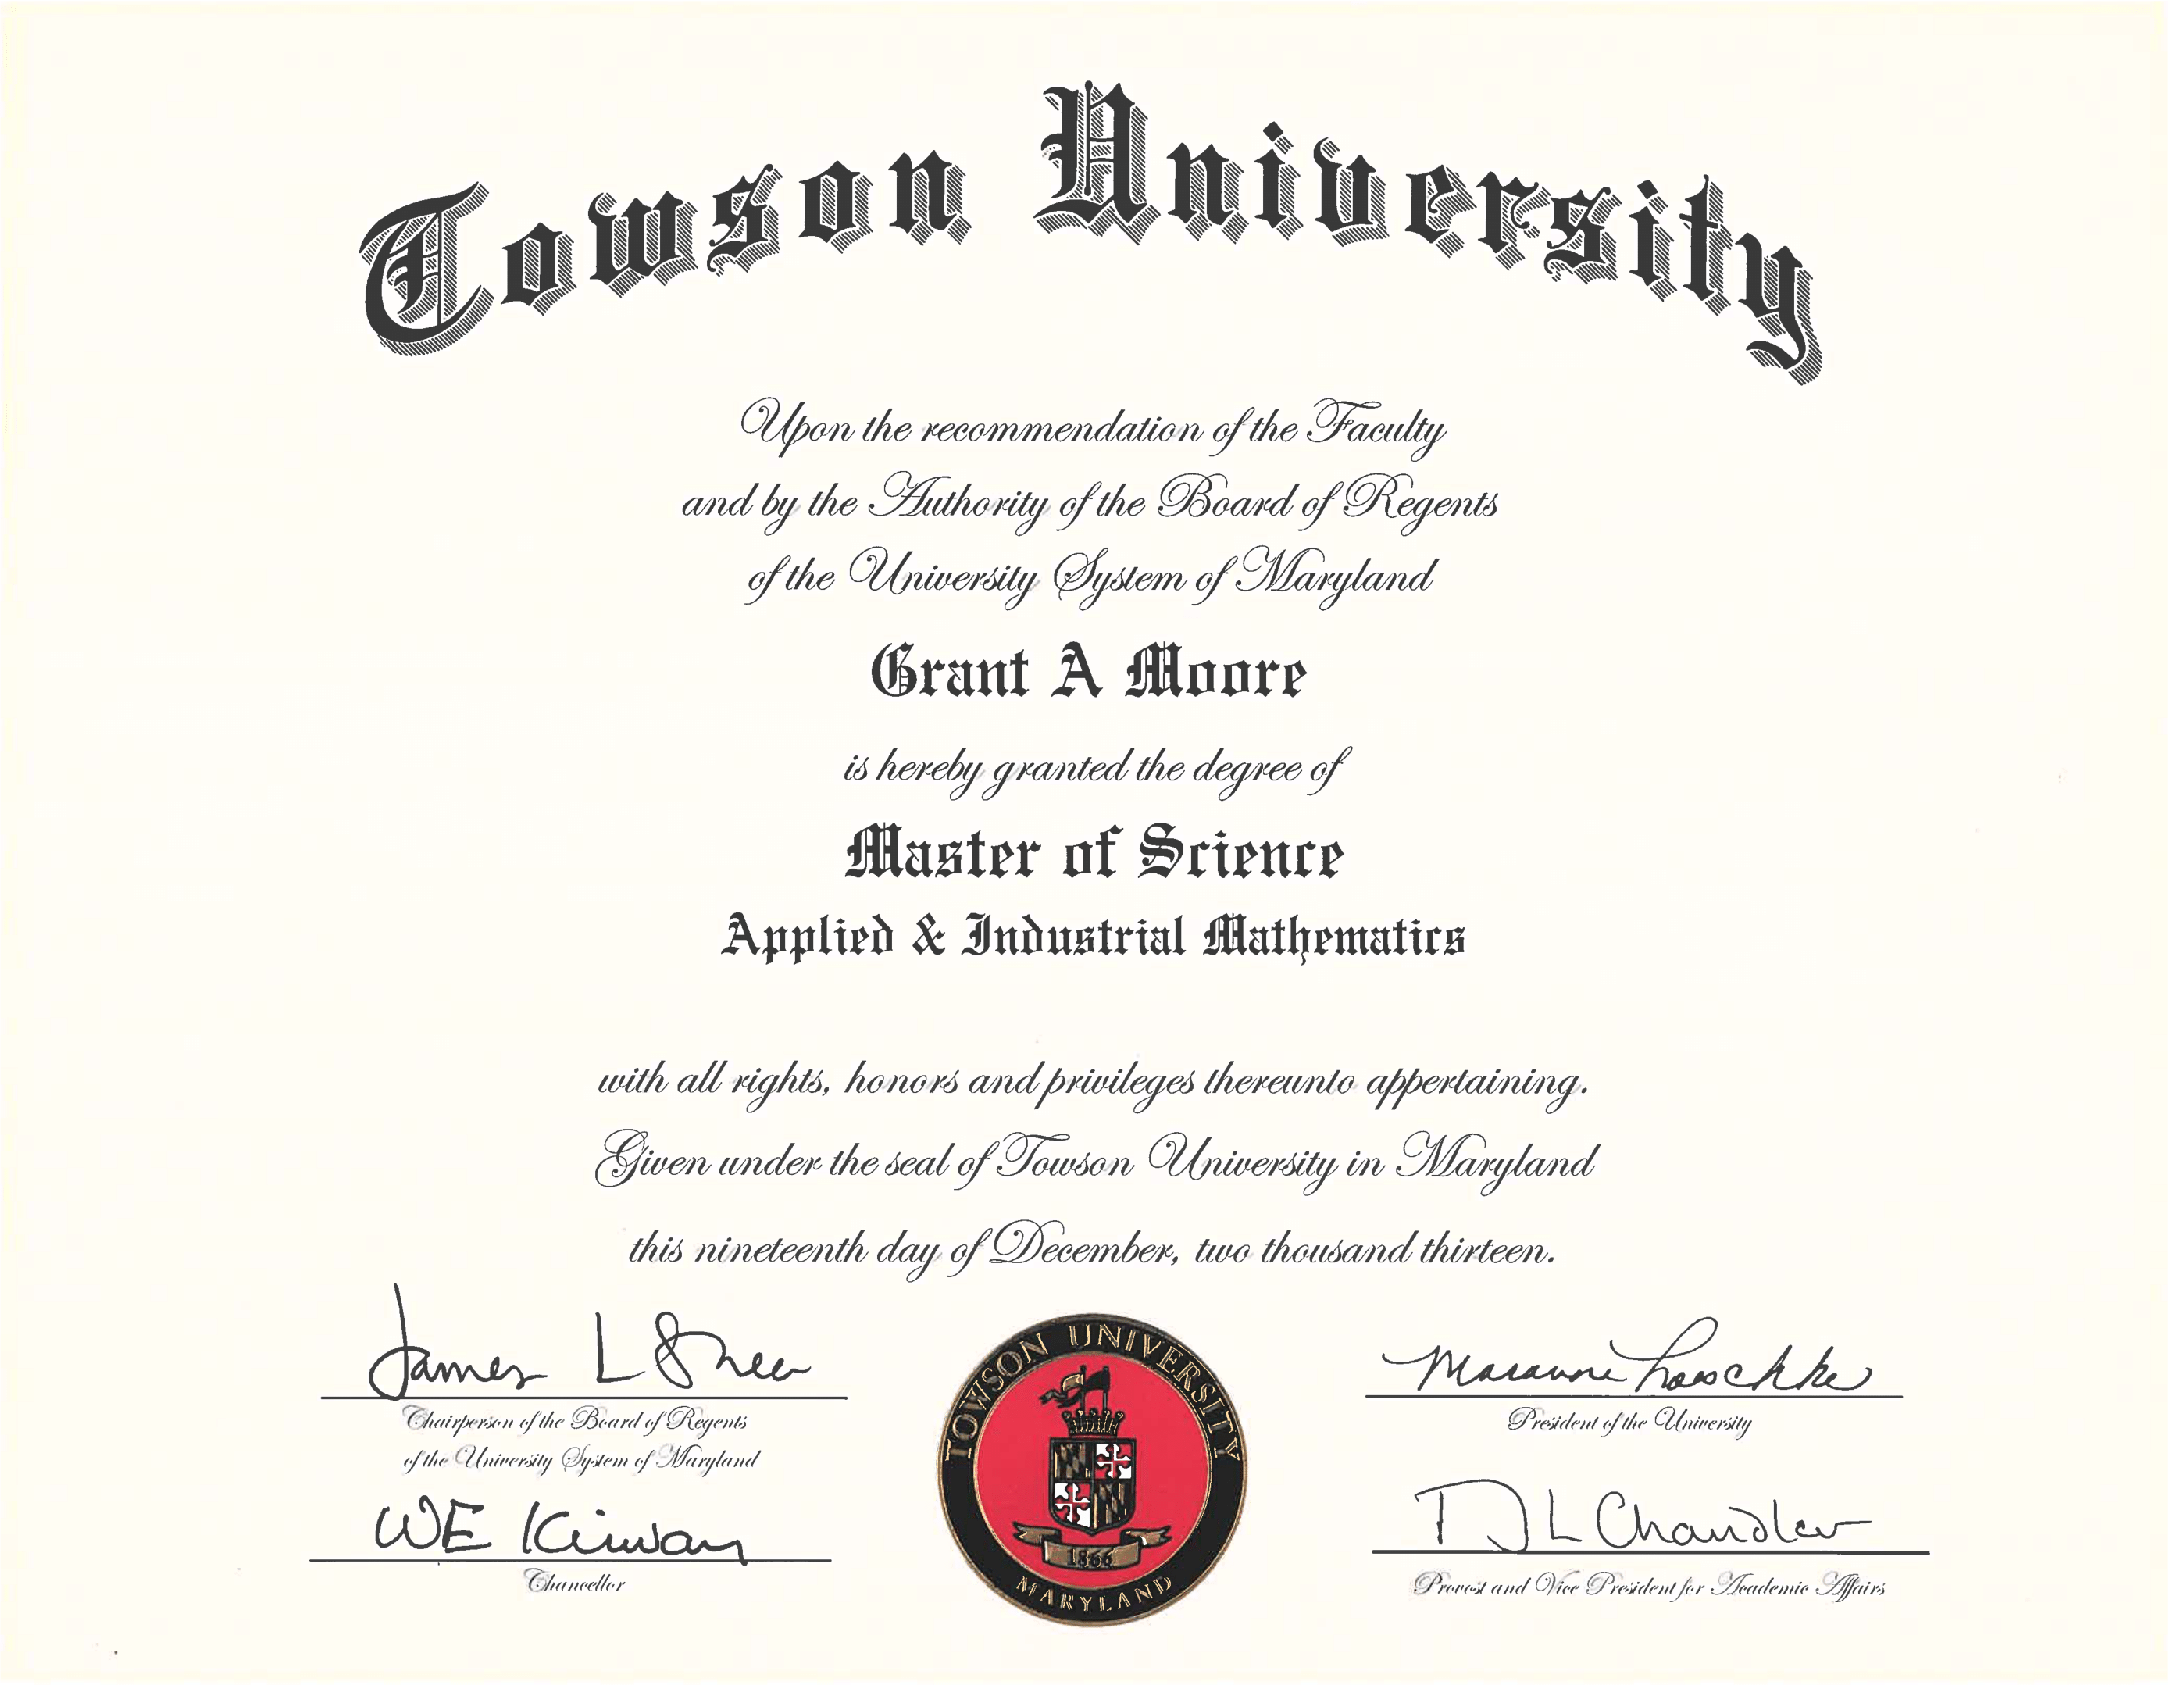 Towson University
Upon the recommendation of the Faculty
and by the Authority of the Board of Regents
of the University System of Maryland
Grant A Moore
is hereby granted the degree of
Master of Science
Applied & Industrial Mathematics
with all rights, honors and privileges thereunto appertaining.
Given under the seal of Towson University in Maryland
this nineteenth day of December, two thousand thirteen.
James L Shea
Chairperson of the Board of Regents
of the University System of Maryland
WE Kirwan
Chancellor
TOWSON UNIVERSITY
1866
MARYLAND
Maravene Loeschke
President of the University
T J L Chandler
Provost and Vice President for Academic Affairs